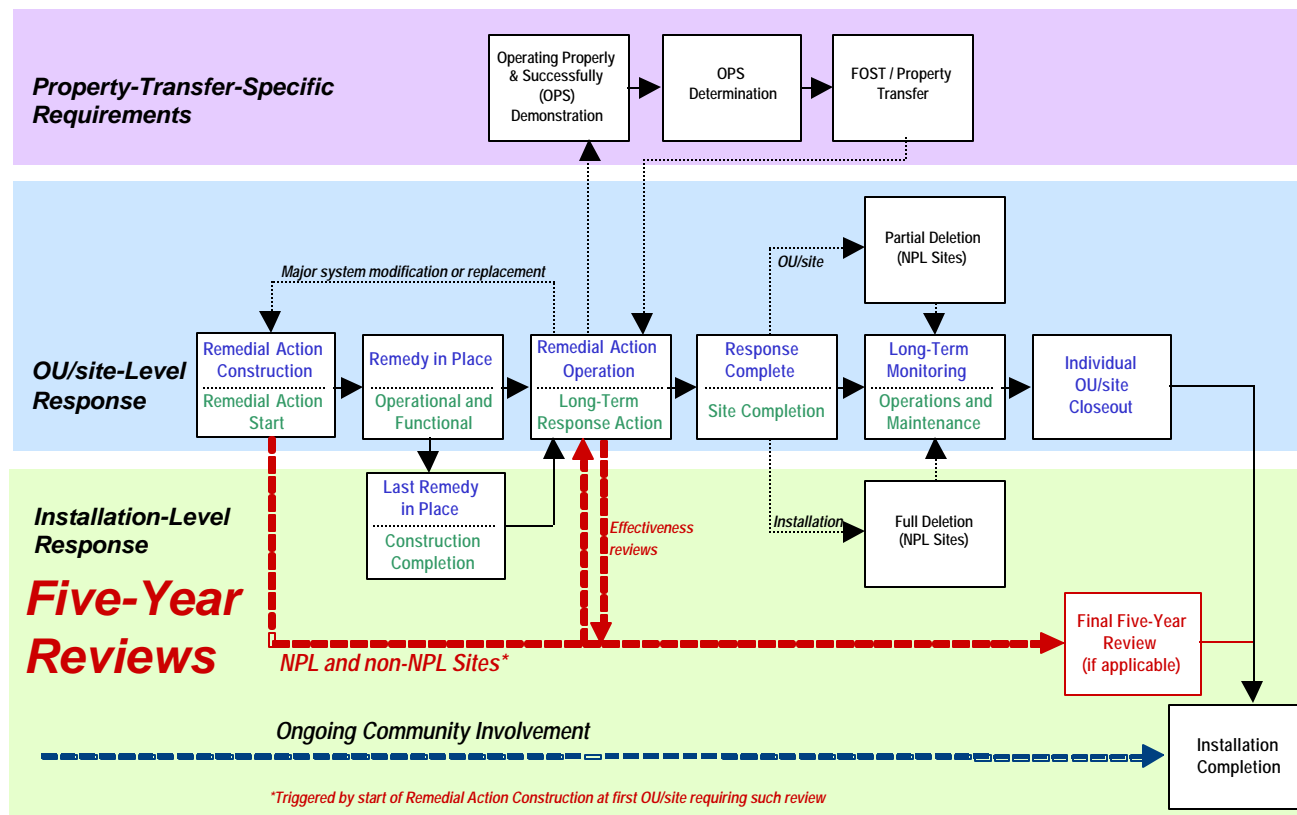 Property-Transfer-Specific
Requirements
Operating Properly
& Successfully
(OPS)
Demonstration
OPS
Determination
FOST / Property
Transfer
OU/site-Level
Response
Major system modification or replacement
OU/site
Partial Deletion
(NPL Sites)
Remedial Action
Construction
Remedial Action
Start
Remedy in Place
Operational and
Functional
Remedial Action
Operation
Long-Term
Response Action
Response
Complete
Site Completion
Long-Term
Monitoring
Operations and
Maintenance
Individual
OU/site
Closeout
Installation-Level
Response
Last Remedy
in Place
Construction
Completion
Effectiveness
reviews
Installation
Full Deletion
(NPL Sites)
Five-Year
Reviews
NPL and non-NPL Sites*
Final Five-Year
Review
(if applicable)
Ongoing Community Involvement
Installation
Completion
*Triggered by start of Remedial Action Construction at first OU/site requiring such review